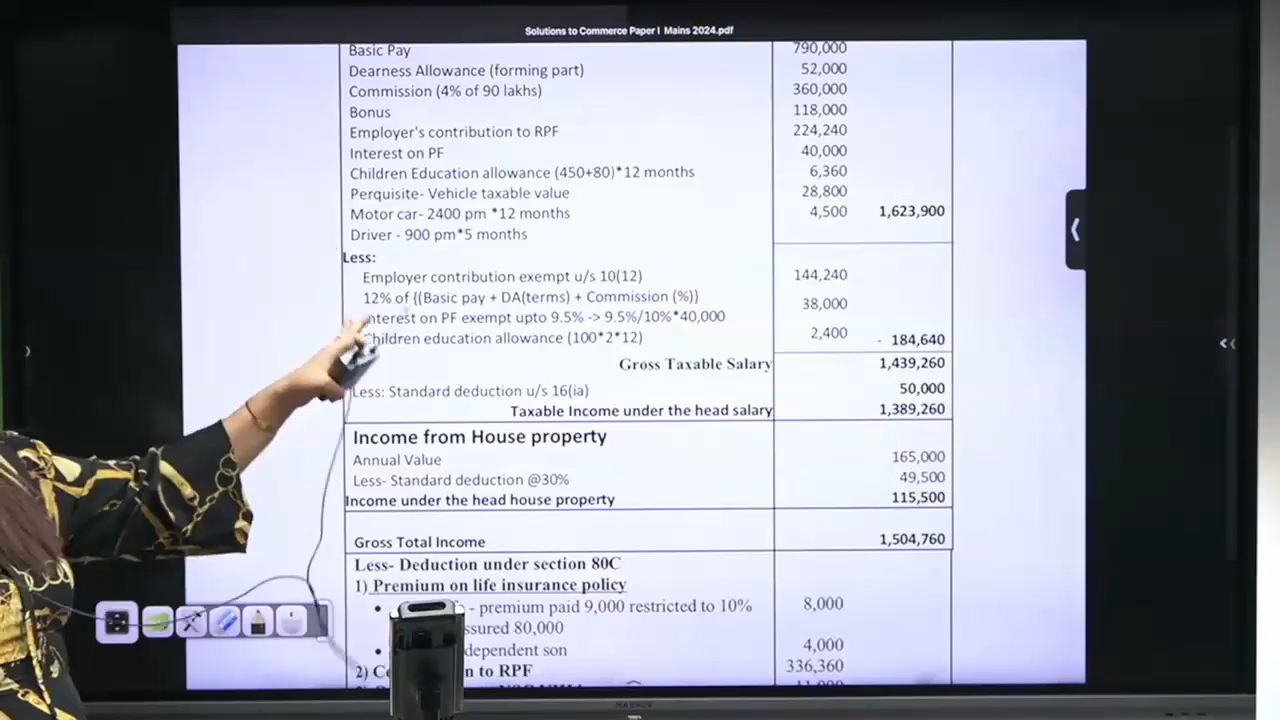 Solutions to Commerce Paper I Mains 2024.pdf
Basic Pay 790,000
Dearness Allowance (forming part) 52,000
Commission (4% of 90 lakhs) 360,000
Bonus 118,000
Employer's contribution to RPF 224,240
Interest on PF 40,000
Children Education allowance (450+80)*12 months 6,360
Perquisite- Vehicle taxable value 28,800
Motor car- 2400 pm *12 months 4,500 1,623,900
Driver - 900 pm*5 months
Less:
Employer contribution exempt u/s 10(12) 144,240
12% of {(Basic pay + DA(terms) + Commission (%)}
38,000
Interest on PF exempt upto 9.5% -> 9.5%/10%*40,000
Children education allowance (100*2*12) 2,400 - 184,640
Gross Taxable Salary 1,439,260
Less: Standard deduction u/s 16(ia) 50,000
Taxable Income under the head salary 1,389,260
Income from House property
Annual Value 165,000
Less- Standard deduction @30% 49,500
Income under the head house property 115,500
Gross Total Income 1,504,760
Less- Deduction under section 80C
1) Premium on life insurance policy
- premium paid 9,000 restricted to 10% 8,000
80,000
dependent son 4,000
2) to RPF 336,360